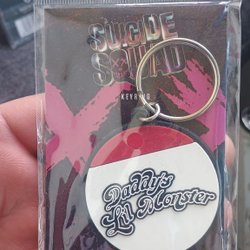 SUICIDE
SQUAD
KEYRING
Daddy's
Lil Monster